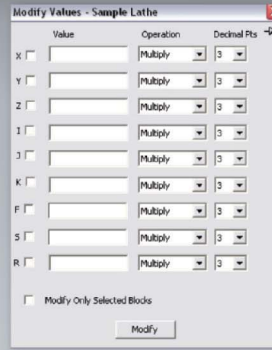 Modify Values - Sample Lathe
Value Operation Decimal Pts
X Multiply 3
Y Multiply 3
Z Multiply 3
I Multiply 3
J Multiply 3
K Multiply 3
F Multiply 3
S Multiply 3
R Multiply 3
Modify Only Selected Blocks
Modify